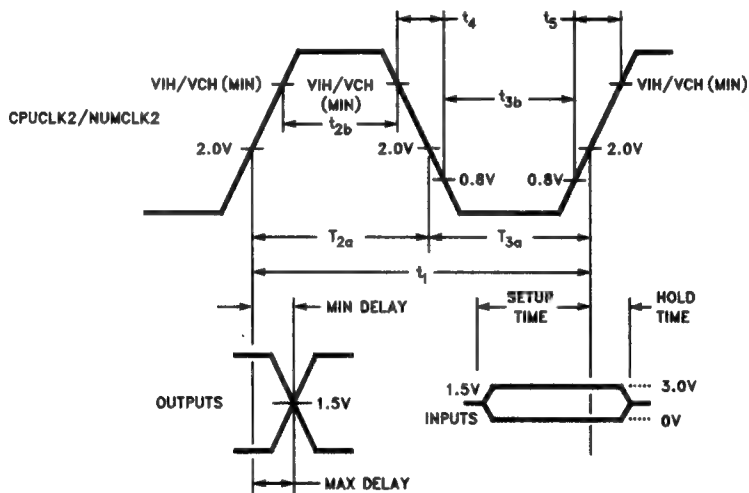 t4
t5
VIH/VCH (MIN)
VIH/VCH
(MIN)
VIH/VCH (MIN)
t3b
CPUCLK2/NUMCLK2
t2b
2.0V
2.0V
2.0V
0.8V
0.8V
T2a
T3a
t1
MIN DELAY
SETUP
TIME
HOLD
TIME
OUTPUTS
1.5V
1.5V
3.0V
INPUTS
0V
MAX DELAY